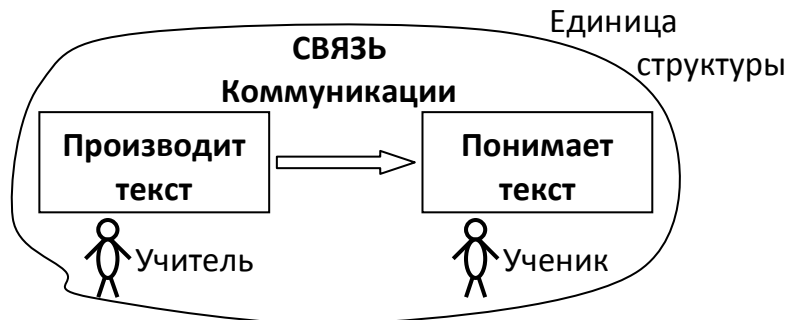 Единица
структуры
СВЯЗЬ
Коммуникации
Производит
текст
Понимает
текст
Учитель
Ученик